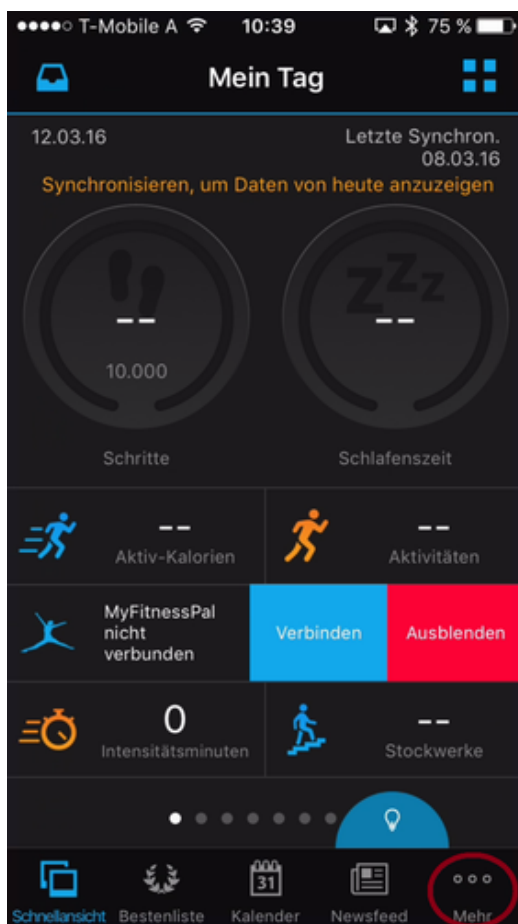 T-Mobile A 10:39 75 %
Mein Tag
12.03.16 Letzte Synchron.
08.03.16
Synchronisieren, um Daten von heute anzuzeigen
zzz
-- --
10.000
Schritte Schlafenszeit
-- --
Aktiv-Kalorien Aktivitäten
MyFitnessPal
nicht
verbunden
Verbinden Ausblenden
0 --
Intensitätsminuten Stockwerke
31
Schnellansicht Bestenliste Kalender Newsfeed Mehr